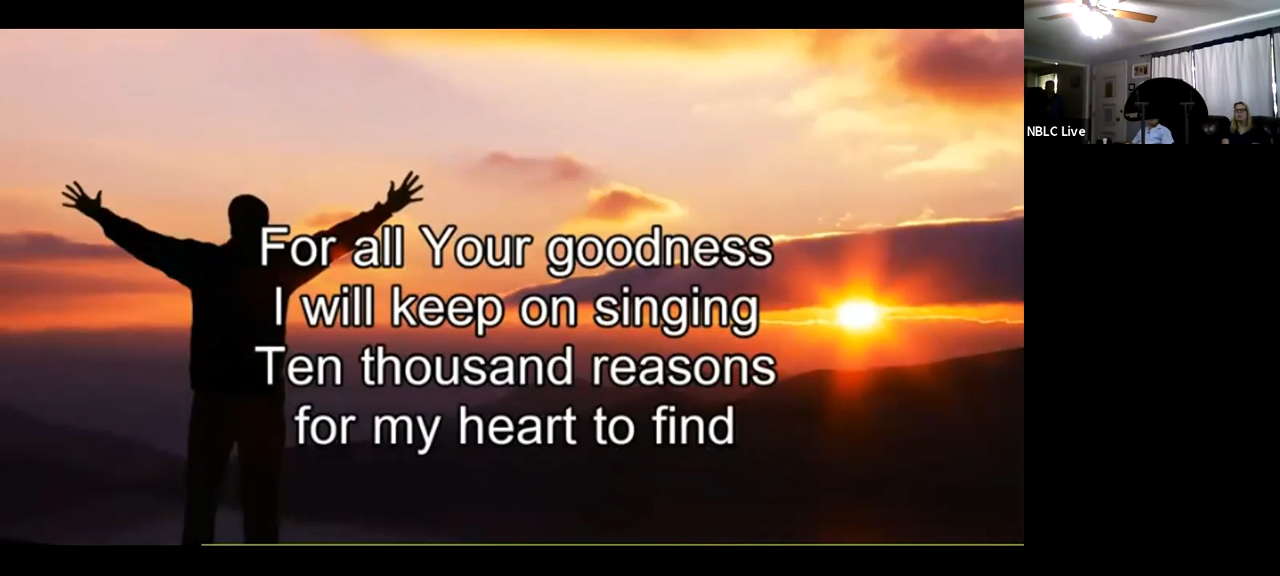 For all Your goodness
I will keep on singing
Ten thousand reasons
for my heart to find
NBLC Live